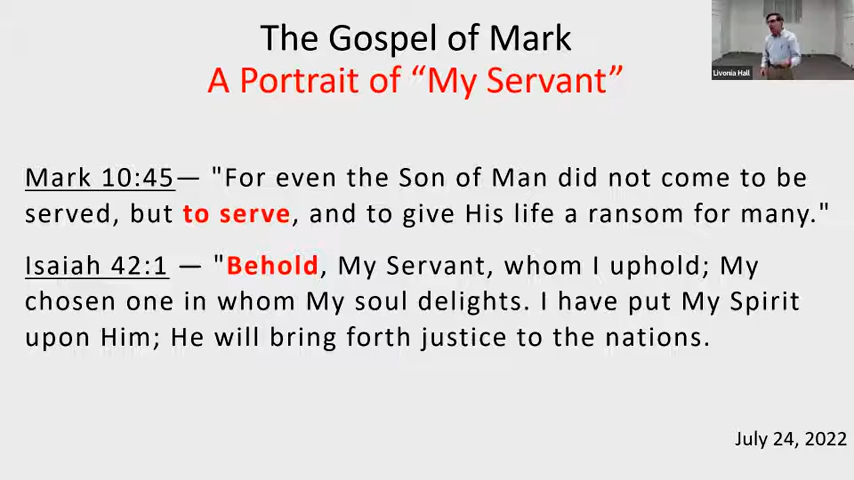 The Gospel of Mark
A Portrait of “My Servant”
Livonia Hall
Mark 10:45— "For even the Son of Man did not come to be
served, but to serve, and to give His life a ransom for many."
Isaiah 42:1 — "Behold, My Servant, whom I uphold; My
chosen one in whom My soul delights. I have put My Spirit
upon Him; He will bring forth justice to the nations.
July 24, 2022